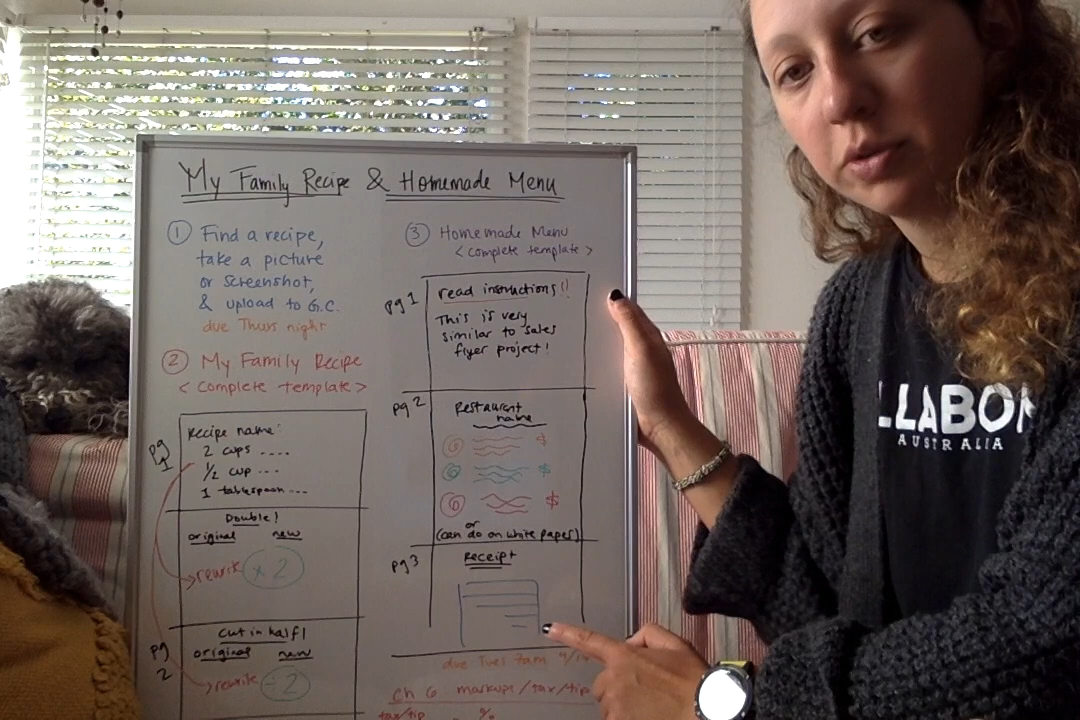 My Family Recipe & Homemade Menu
① Find a recipe,
take a picture
or screenshot,
& upload to G.C.
due Thurs night
② My Family Recipe
< complete template >
pg 1
Recipe name:
2 cups ....
1/2 cup ...
1 tablespoon ...
Double!
original new
rewrite × 2
pg 2
cut in half!
original new
rewrite ÷ 2
③ Homemade Menu
< complete template >
pg 1
read instructions!!
This is very
similar to sales
flyer project!
pg 2
Restaurant
name
$
$
$
or
(can do on white paper)
pg 3
Receipt
due Tues 7am
Ch 6 markups/tax/tip
tax/tip %
LLABON
AUSTRALIA